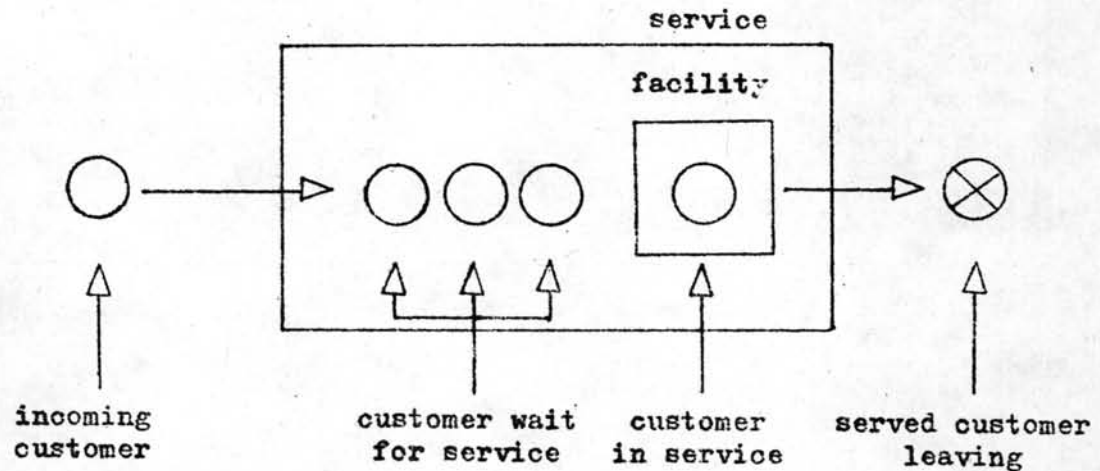 service
facility
incoming
customer
customer wait
for service
customer
in service
served customer
leaving